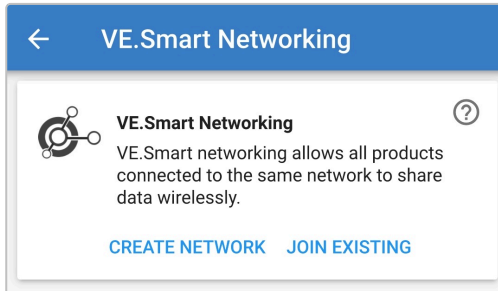 VE.Smart Networking
VE.Smart Networking
VE.Smart networking allows all products
connected to the same network to share
data wirelessly.
CREATE NETWORK JOIN EXISTING